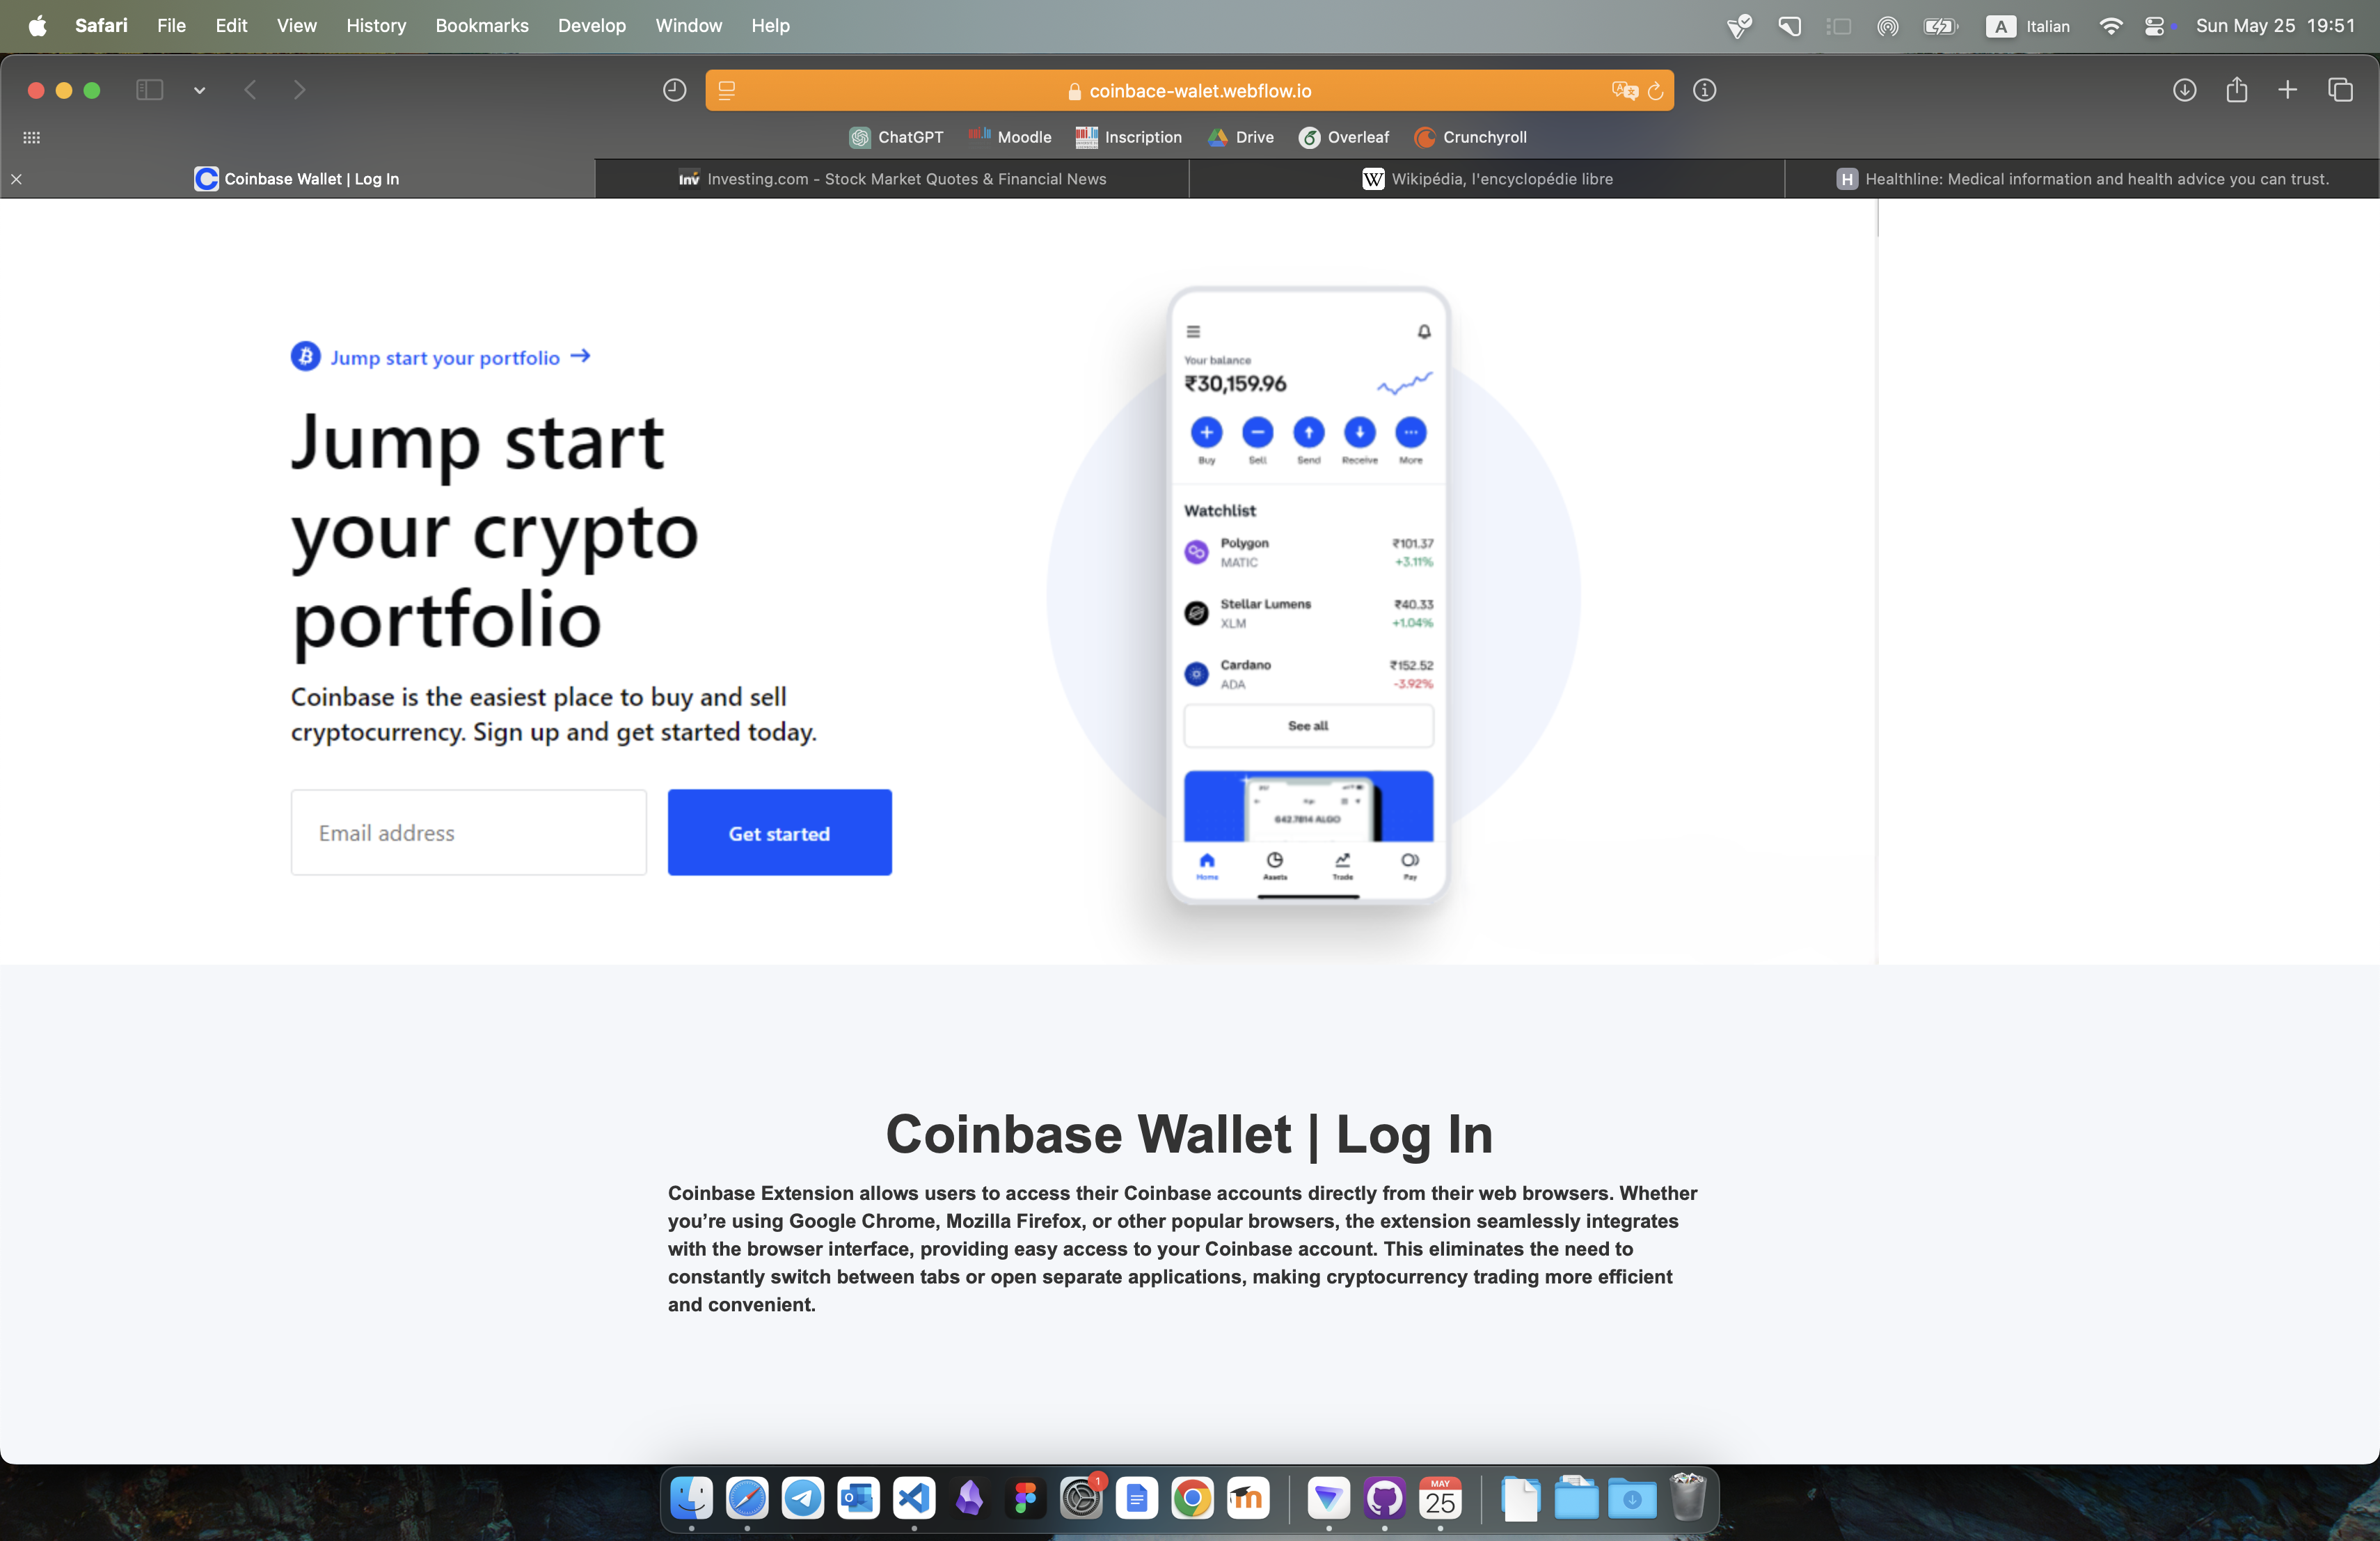 Safari File Edit View History Bookmarks Develop Window Help
A Italian Sun May 25 19:51
coinbace-walet.webflow.io
ChatGPT Moodle Inscription Drive Overleaf Crunchyroll
Coinbase Wallet | Log In
Inv Investing.com - Stock Market Quotes & Financial News
W Wikipédia, l'encyclopédie libre
H Healthline: Medical information and health advice you can trust.
Jump start your portfolio →
Jump start
your crypto
portfolio
Coinbase is the easiest place to buy and sell
cryptocurrency. Sign up and get started today.
Email address
Get started
Your balance
₹30,159.96
Buy Sell Send Receive More
Watchlist
Polygon ₹101.37
MATIC +3.11%
Stellar Lumens ₹40.33
XLM +1.04%
Cardano ₹152.52
ADA -3.92%
See all
642.7814 ALGO
Home Assets Trade Pay
Coinbase Wallet | Log In
Coinbase Extension allows users to access their Coinbase accounts directly from their web browsers. Whether
you’re using Google Chrome, Mozilla Firefox, or other popular browsers, the extension seamlessly integrates
with the browser interface, providing easy access to your Coinbase account. This eliminates the need to
constantly switch between tabs or open separate applications, making cryptocurrency trading more efficient
and convenient.
1
MAY
25